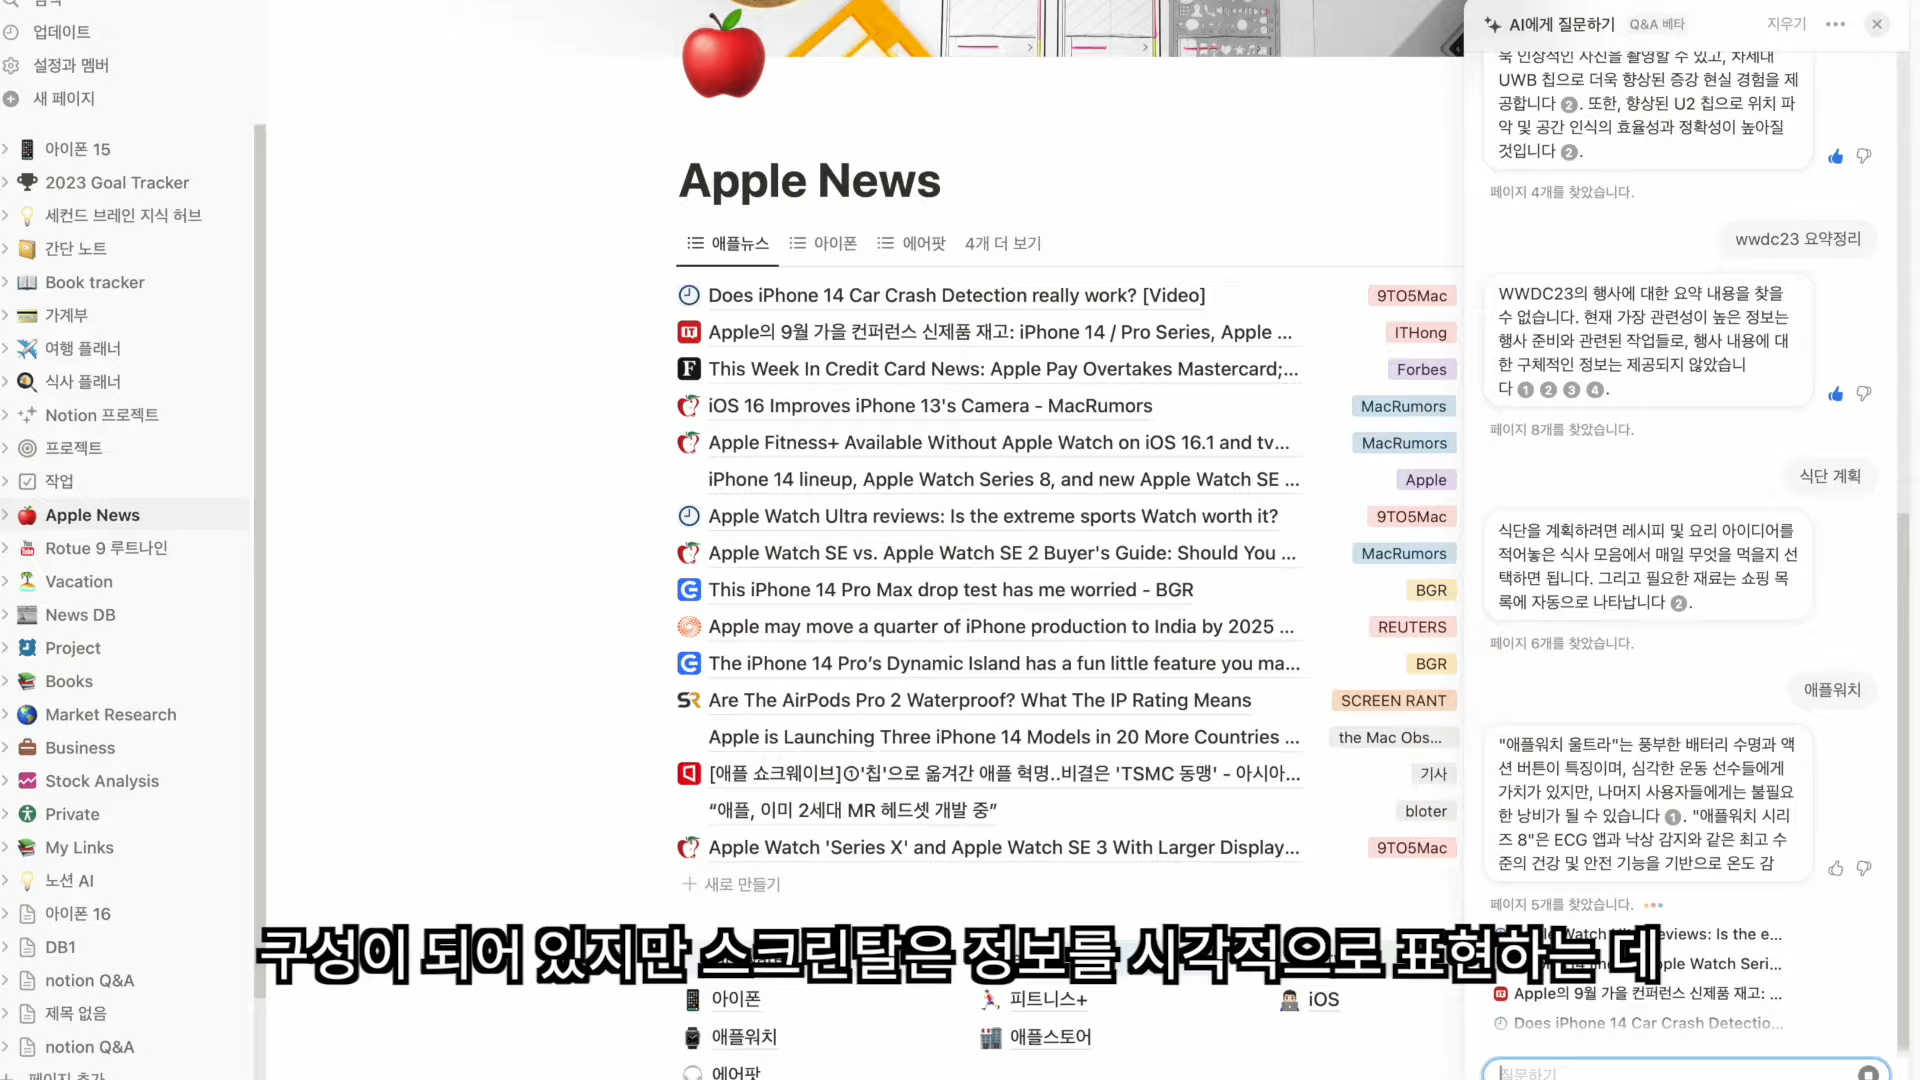 업데이트
설정과 멤버
새 페이지
아이폰 15
2023 Goal Tracker
세컨드 브레인 지식 허브
간단 노트
Book tracker
가계부
여행 플래너
식사 플래너
Notion 프로젝트
프로젝트
작업
Apple News
Rotue 9 루트나인
Vacation
News DB
Project
Books
Market Research
Business
Stock Analysis
Private
My Links
노션 AI
아이폰 16
DB1
notion Q&A
제목 없음
notion Q&A
페이지 추가
Apple News
애플뉴스 아이폰 에어팟 4개 더 보기
Does iPhone 14 Car Crash Detection really work? [Video] 9TO5Mac
Apple의 9월 가을 컨퍼런스 신제품 재고: iPhone 14 / Pro Series, Apple ... ITHong
This Week In Credit Card News: Apple Pay Overtakes Mastercard;... Forbes
iOS 16 Improves iPhone 13's Camera - MacRumors MacRumors
Apple Fitness+ Available Without Apple Watch on iOS 16.1 and tv... MacRumors
iPhone 14 lineup, Apple Watch Series 8, and new Apple Watch SE ... Apple
Apple Watch Ultra reviews: Is the extreme sports Watch worth it? 9TO5Mac
Apple Watch SE vs. Apple Watch SE 2 Buyer's Guide: Should You ... MacRumors
This iPhone 14 Pro Max drop test has me worried - BGR BGR
Apple may move a quarter of iPhone production to India by 2025 ... REUTERS
The iPhone 14 Pro’s Dynamic Island has a fun little feature you ma... BGR
Are The AirPods Pro 2 Waterproof? What The IP Rating Means SCREEN RANT
Apple is Launching Three iPhone 14 Models in 20 More Countries ... the Mac Obs...
[애플 쇼크웨이브]①'칩'으로 옮겨간 애플 혁명..비결은 'TSMC 동맹' - 아시아... 기사
“애플, 이미 2세대 MR 헤드셋 개발 중” bloter
Apple Watch 'Series X' and Apple Watch SE 3 With Larger Display... 9TO5Mac
새로 만들기
구성이 되어 있지만 스크린탈은 정보를 시각적으로 표현하는 데
아이폰 피트니스+ iOS
애플워치 애플스토어
에어팟
AI에게 질문하기 Q&A 베타 지우기
욱 인상적인 사진을 촬영할 수 있고, 차세대
UWB 칩으로 더욱 향상된 증강 현실 경험을 제
공합니다 2. 또한, 향상된 U2 칩으로 위치 파
악 및 공간 인식의 효율성과 정확성이 높아질
것입니다 2.
페이지 4개를 찾았습니다.
wwdc23 요약정리
WWDC23의 행사에 대한 요약 내용을 찾을
수 없습니다. 현재 가장 관련성이 높은 정보는
행사 준비와 관련된 작업들로, 행사 내용에 대
한 구체적인 정보는 제공되지 않았습니
다 1 2 3 4.
페이지 8개를 찾았습니다.
식단 계획
식단을 계획하려면 레시피 및 요리 아이디어를
적어놓은 식사 모음에서 매일 무엇을 먹을지 선
택하면 됩니다. 그리고 필요한 재료는 쇼핑 목
록에 자동으로 나타납니다 2.
페이지 6개를 찾았습니다.
애플워치
"애플워치 울트라"는 풍부한 배터리 수명과 액
션 버튼이 특징이며, 심각한 운동 선수들에게
가치가 있지만, 나머지 사용자들에게는 불필요
한 낭비가 될 수 있습니다 1. "애플워치 시리
즈 8"은 ECG 앱과 낙상 감지와 같은 최고 수
준의 건강 및 안전 기능을 기반으로 온도 감
페이지 5개를 찾았습니다.
Watch eviews: Is the e...
ple Watch Seri...
Apple의 9월 가을 컨퍼런스 신제품 재고: ...
Does iPhone 14 Car Crash Detectio...
질문하기